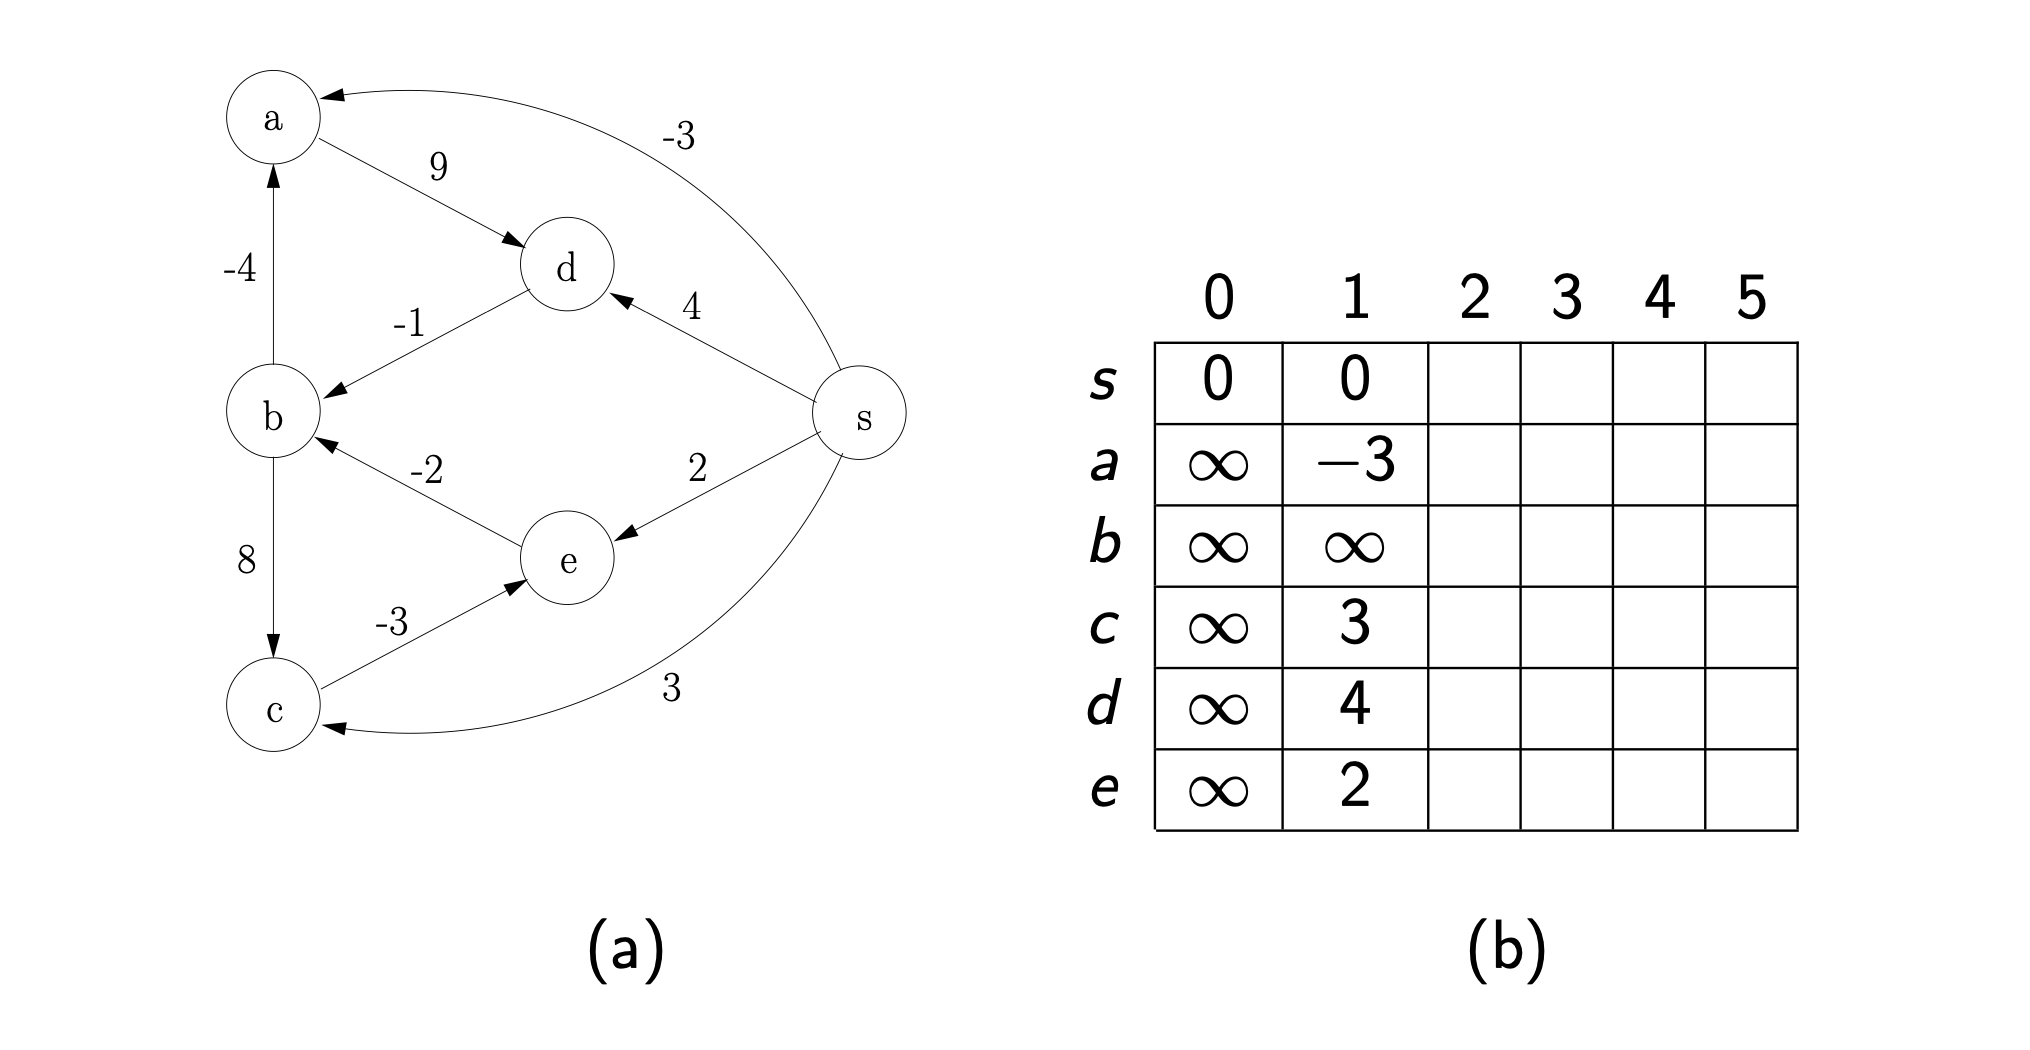 a
-3
9
d
-4
4
-1
b
s
-2
2
8
e
-3
c
3
(a)
0 1 2 3 4 5
s 0 0
a ∞ −3
b ∞ ∞
c ∞ 3
d ∞ 4
e ∞ 2
(b)